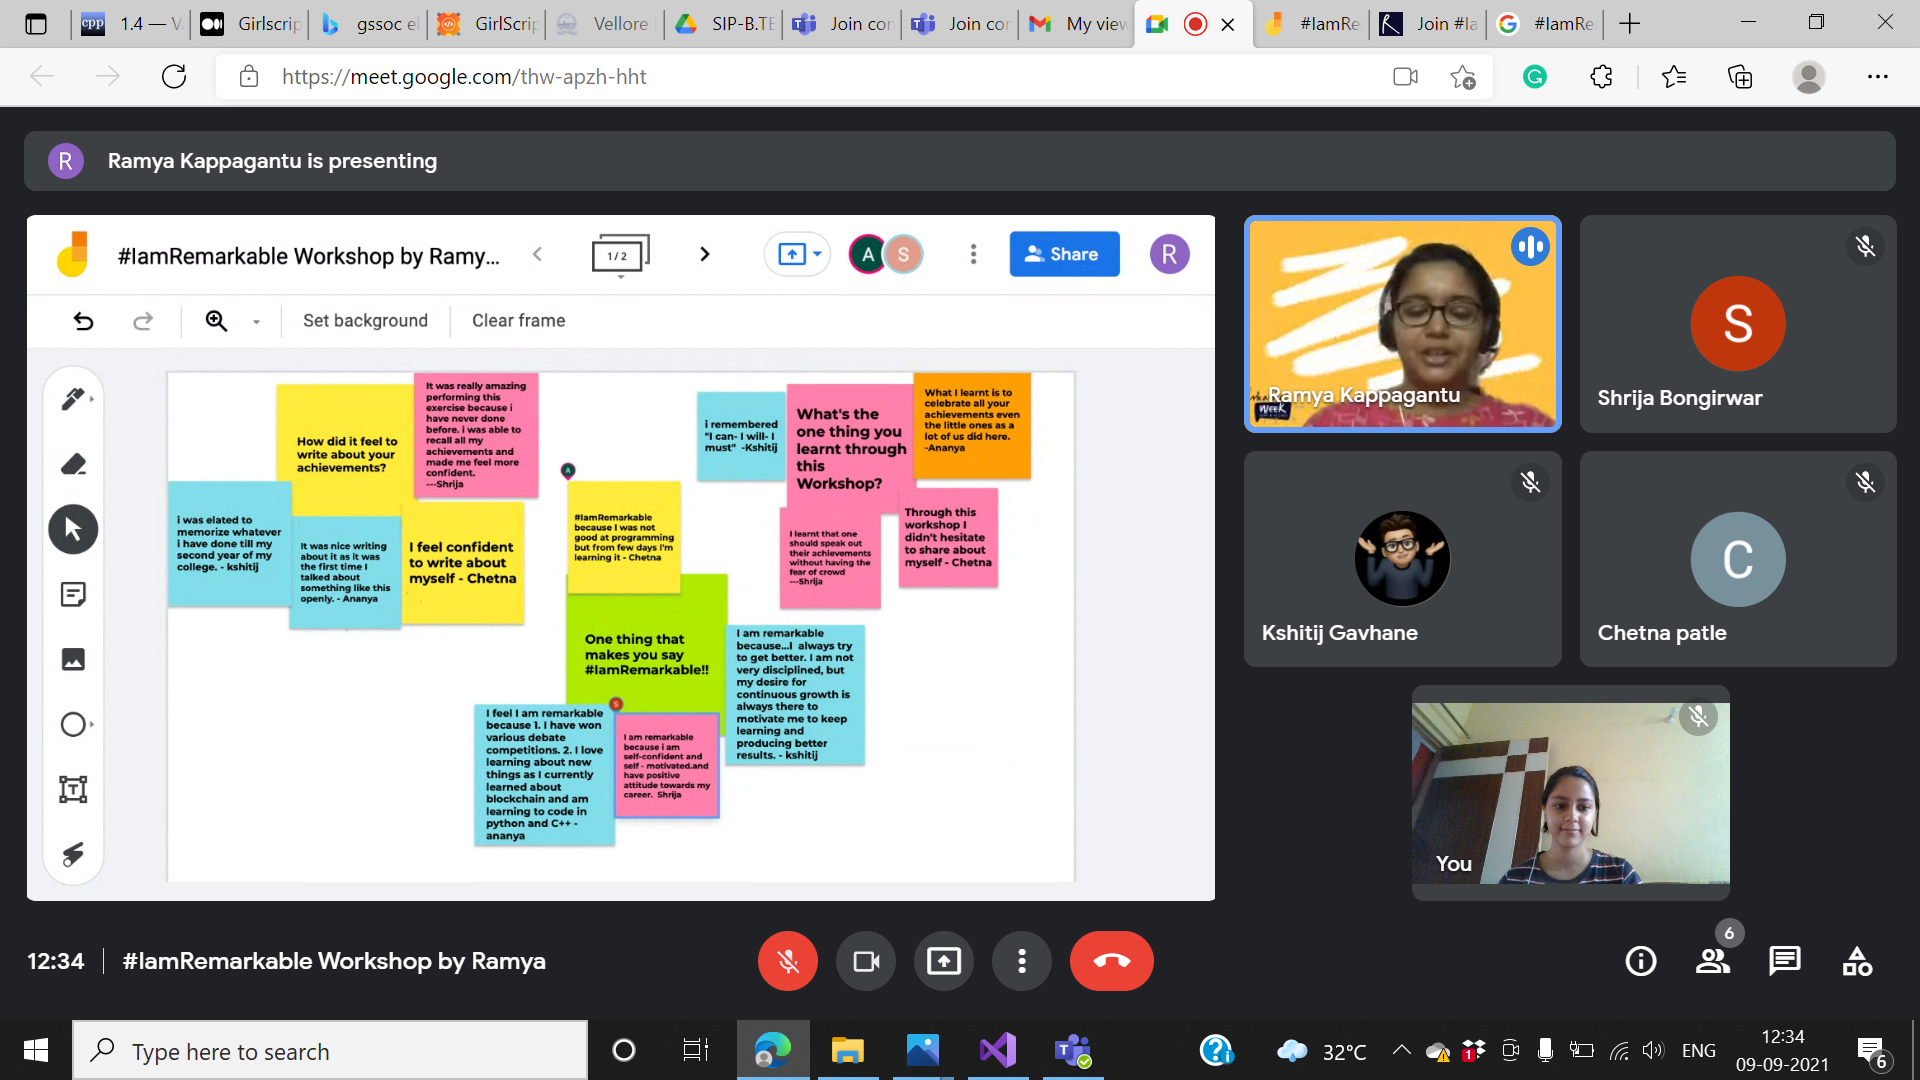 1.4 — V
Girlscrip
gssoc el
GirlScrip
Vellore
SIP-B.TE
Join con
Join con
My view
#IamRe
Join #Ia
#IamRe
https://meet.google.com/thw-apzh-hht
R
Ramya Kappagantu is presenting
#IamRemarkable Workshop by Ramy...
1 / 2
A
S
Share
R
Set background
Clear frame
How did it feel to
write about your
achievements?
It was really amazing
performing this
exercise because i
have never done
before. i was able to
recall all my
achievements and
made me feel more
confident.
---Shrija
i was elated to
memorize whatever
i have done till my
second year of my
college. - kshitij
It was nice writing
about it as it was
the first time I
talked about
something like this
openly. - Ananya
I feel confident
to write about
myself - Chetna
A
#IamRemarkable
because I was not
good at programming
but from few days i'm
learning it - Chetna
One thing that
makes you say
#IamRemarkable!!
I feel I am remarkable
because 1. I have won
various debate
competitions. 2. I love
learning about new
things as I currently
learned about
blockchain and am
learning to code in
python and C++ -
ananya
S
I am remarkable
because i am
self-confident and
self - motivated.and
have positive
attitude towards my
career. Shrija
I am remarkable
because...I always try
to get better. I am not
very disciplined, but
my desire for
continuous growth is
always there to
motivate me to keep
learning and
producing better
results. - kshitij
i remembered
"I can- I will- I
must" -Kshitij
What's the
one thing you
learnt through
this
Workshop?
What I learnt is to
celebrate all your
achievements even
the little ones as a
lot of us did here.
-Ananya
I learnt that one
should speak out
their achievements
without having the
fear of crowd
---Shrija
Through this
workshop I
didn't hesitate
to share about
myself - Chetna
WEEK
Ramya Kappagantu
S
Shrija Bongirwar
Kshitij Gavhane
C
Chetna patle
You
12:34
#IamRemarkable Workshop by Ramya
6
Type here to search
32°C
1
ENG
12:34
09-09-2021
6